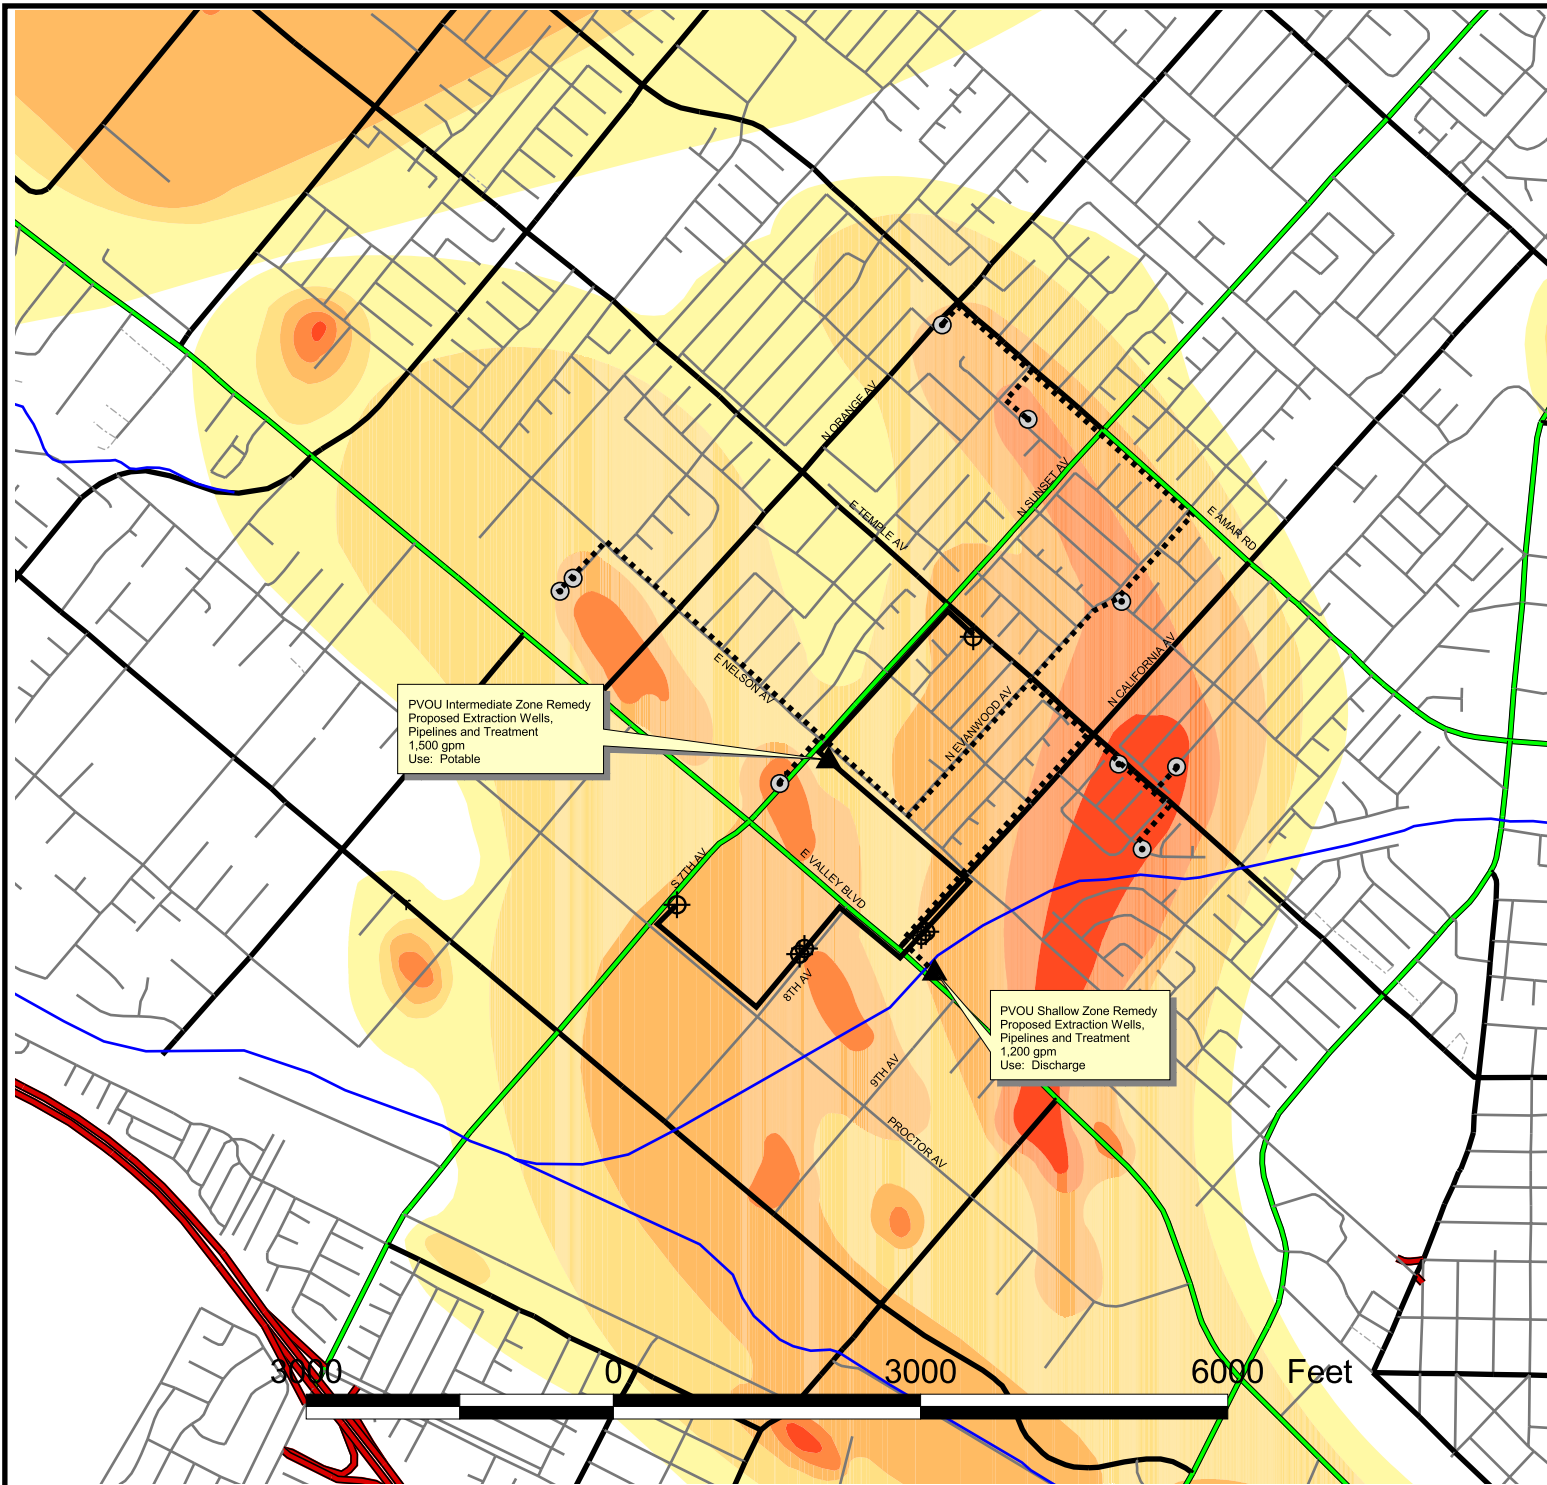 N ORANGE AV
N SUNSET AV
E TEMPLE AV
E AMAR RD
E NELSON AV
N CALIFORNIA AV
N EVANWOOD AV
PVOU Intermediate Zone Remedy
Proposed Extraction Wells,
Pipelines and Treatment
1,500 gpm
Use: Potable
S 7TH AV
E VALLEY BLVD
8TH AV
PVOU Shallow Zone Remedy
Proposed Extraction Wells,
Pipelines and Treatment
1,200 gpm
Use: Discharge
9TH AV
PROCTOR AV
3000 0 3000 6000 Feet